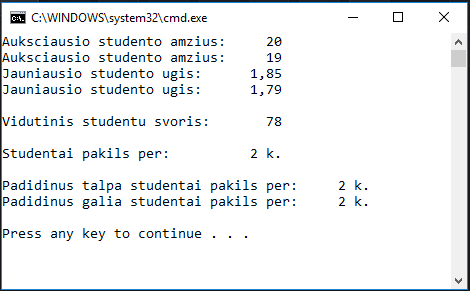 C:\WINDOWS\system32\cmd.exe
Auksciausio studento amzius: 20
Auksciausio studento amzius: 19
Jauniausio studento ugis: 1,85
Jauniausio studento ugis: 1,79
Vidutinis studentu svoris: 78
Studentai pakils per: 2 k.
Padidinus talpa studentai pakils per: 2 k.
Padidinus galia studentai pakils per: 2 k.
Press any key to continue . . .